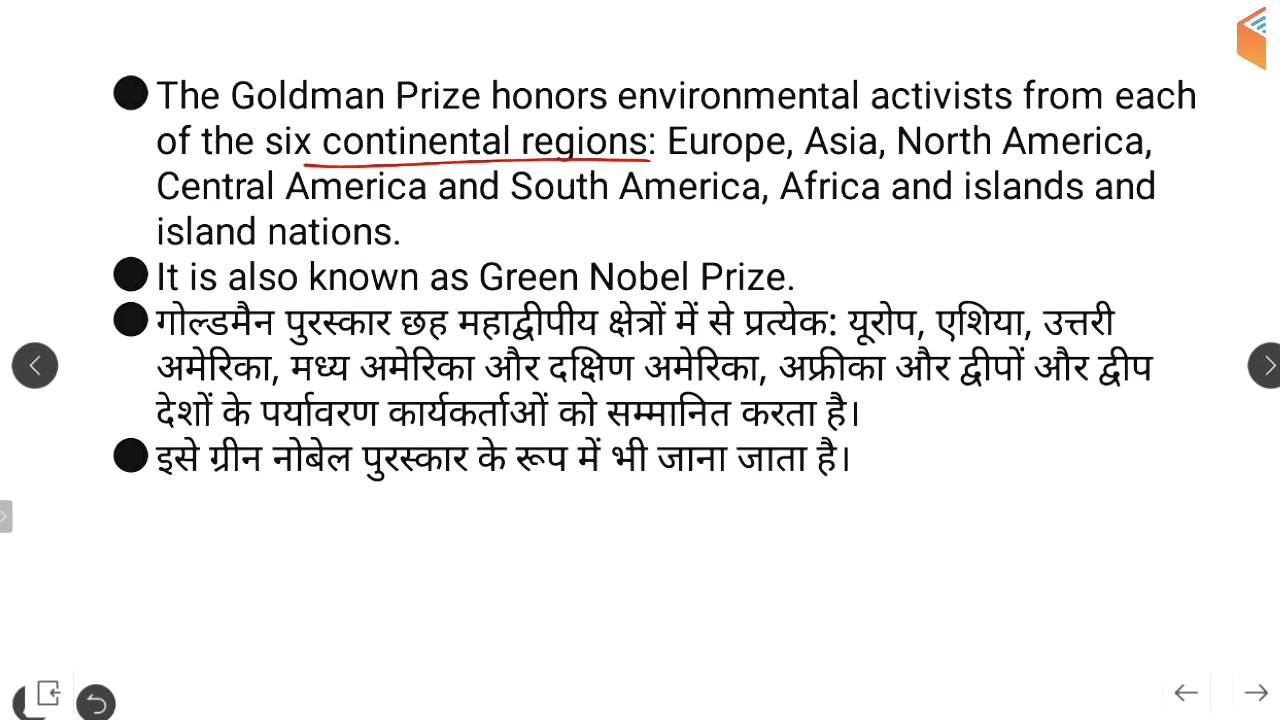 ● The Goldman Prize honors environmental activists from each
of the six continental regions: Europe, Asia, North America,
Central America and South America, Africa and islands and
island nations.
● It is also known as Green Nobel Prize.
● गोल्डमैन पुरस्कार छह महाद्वीपीय क्षेत्रों में से प्रत्येक: यूरोप, एशिया, उत्तरी
अमेरिका, मध्य अमेरिका और दक्षिण अमेरिका, अफ्रीका और द्वीपों और द्वीप
देशों के पर्यावरण कार्यकर्ताओं को सम्मानित करता है।
● इसे ग्रीन नोबेल पुरस्कार के रूप में भी जाना जाता है।